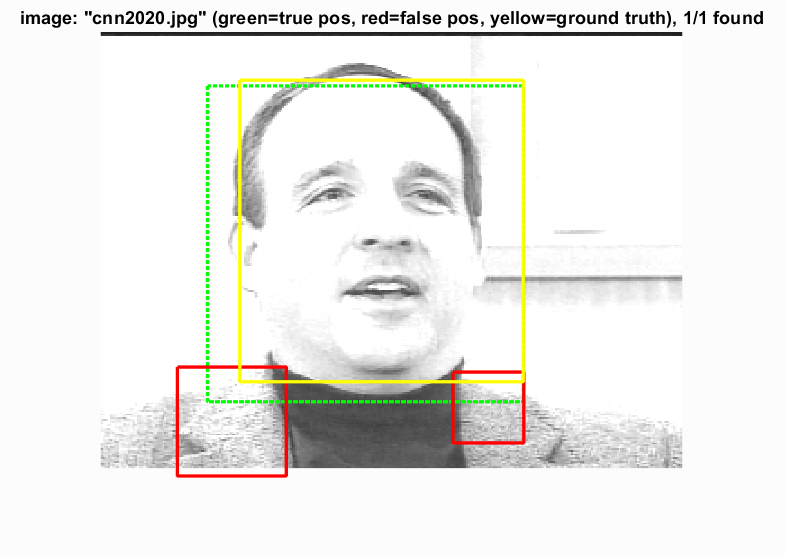 image: "cnn2020.jpg" (green=true pos, red=false pos, yellow=ground truth), 1/1 found